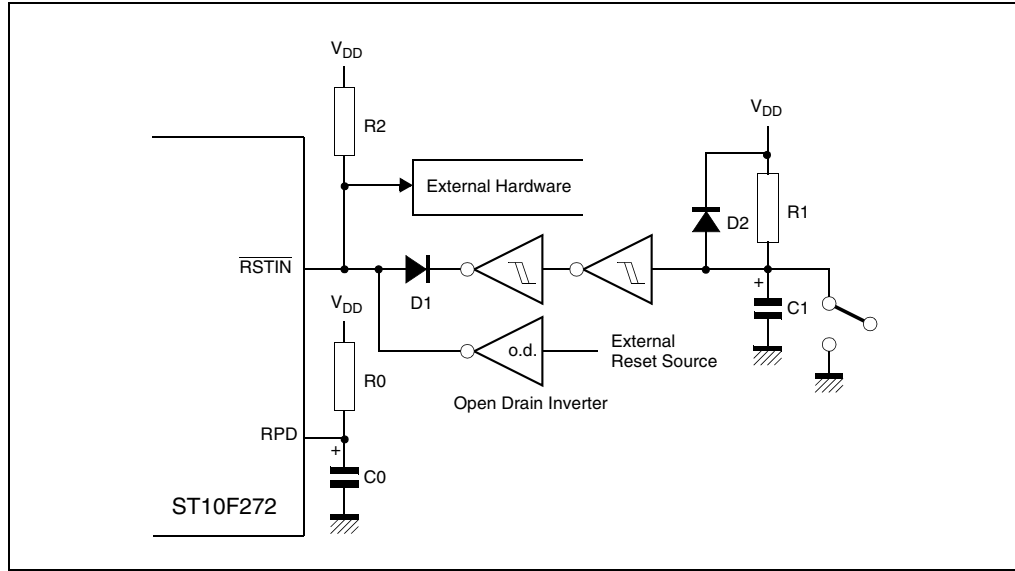 VDD
R2
VDD
External Hardware
R1
D2
RSTIN
D1
+
C1
VDD
External
Reset Source
o.d.
R0
Open Drain Inverter
RPD
+
C0
ST10F272